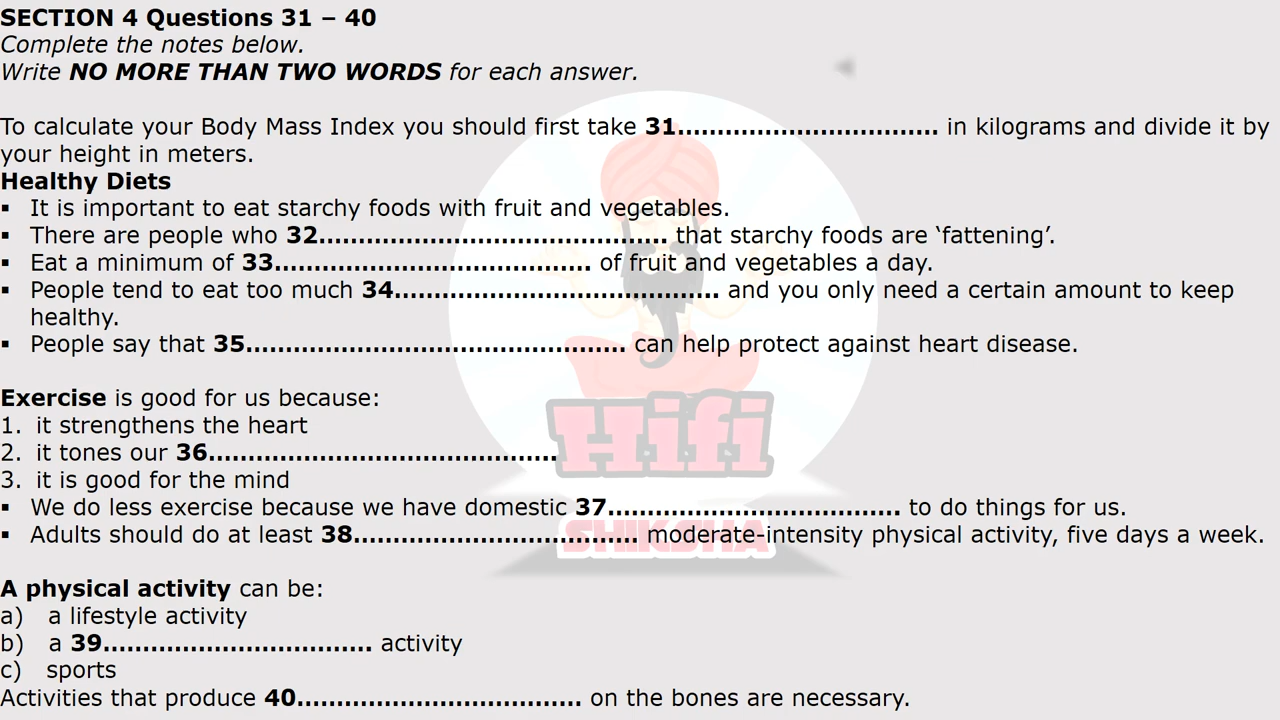 SECTION 4 Questions 31 – 40
Complete the notes below.
Write NO MORE THAN TWO WORDS for each answer.
To calculate your Body Mass Index you should first take 31................................. in kilograms and divide it by
your height in meters.
Healthy Diets
▪ It is important to eat starchy foods with fruit and vegetables.
▪ There are people who 32............................................ that starchy foods are ‘fattening’.
▪ Eat a minimum of 33........................................ of fruit and vegetables a day.
▪ People tend to eat too much 34......................................... and you only need a certain amount to keep
healthy.
▪ People say that 35................................................ can help protect against heart disease.
Exercise is good for us because:
1. it strengthens the heart
2. it tones our 36............................................
3. it is good for the mind
▪ We do less exercise because we have domestic 37..................................... to do things for us.
▪ Adults should do at least 38.................................... moderate-intensity physical activity, five days a week.
A physical activity can be:
a) a lifestyle activity
b) a 39.................................. activity
c) sports
Activities that produce 40.................................... on the bones are necessary.
Hifi
SHIKSHA